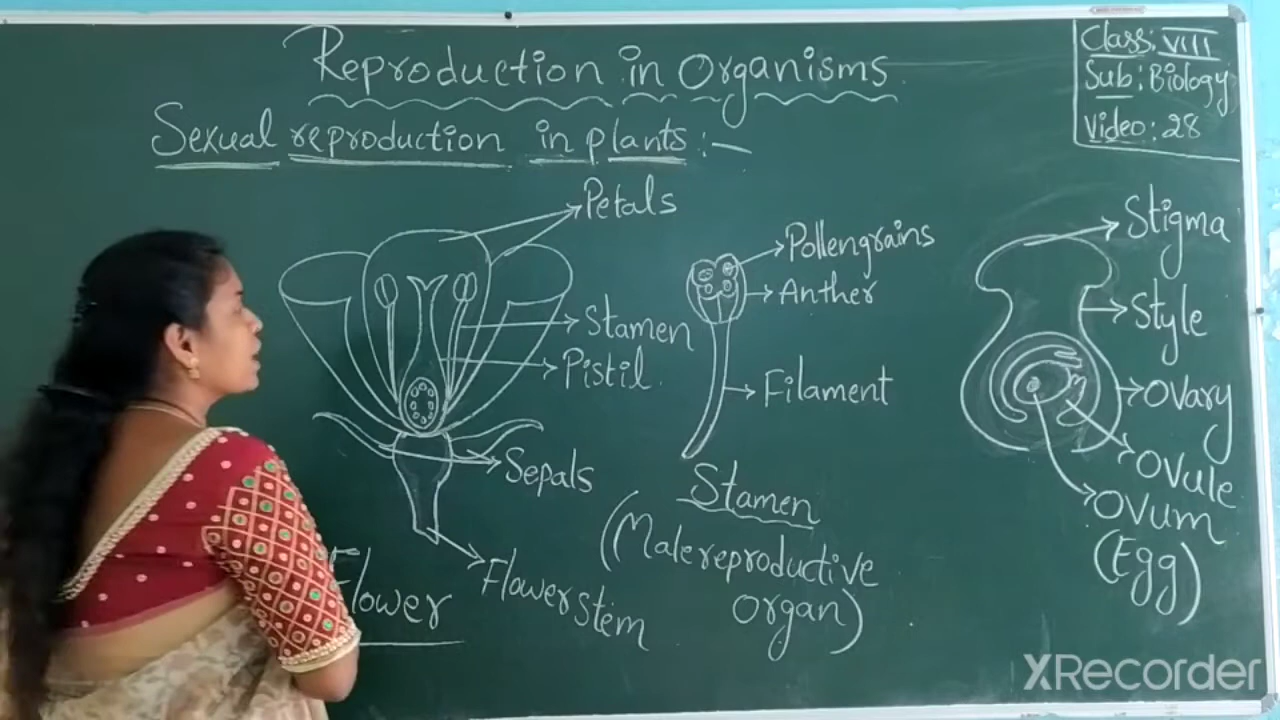 Reproduction in Organisms
Class: VIII
Sub: Biology
Video: 28
Sexual reproduction in plants:-
Petals
Stamen
Pistil.
Sepals
Flower Stem
Flower
Pollengrains
Anther
Filament
Stamen
(Male reproductive
Organ)
Stigma
Style
Ovary
Ovule
Ovum
(Egg)
XRecorder